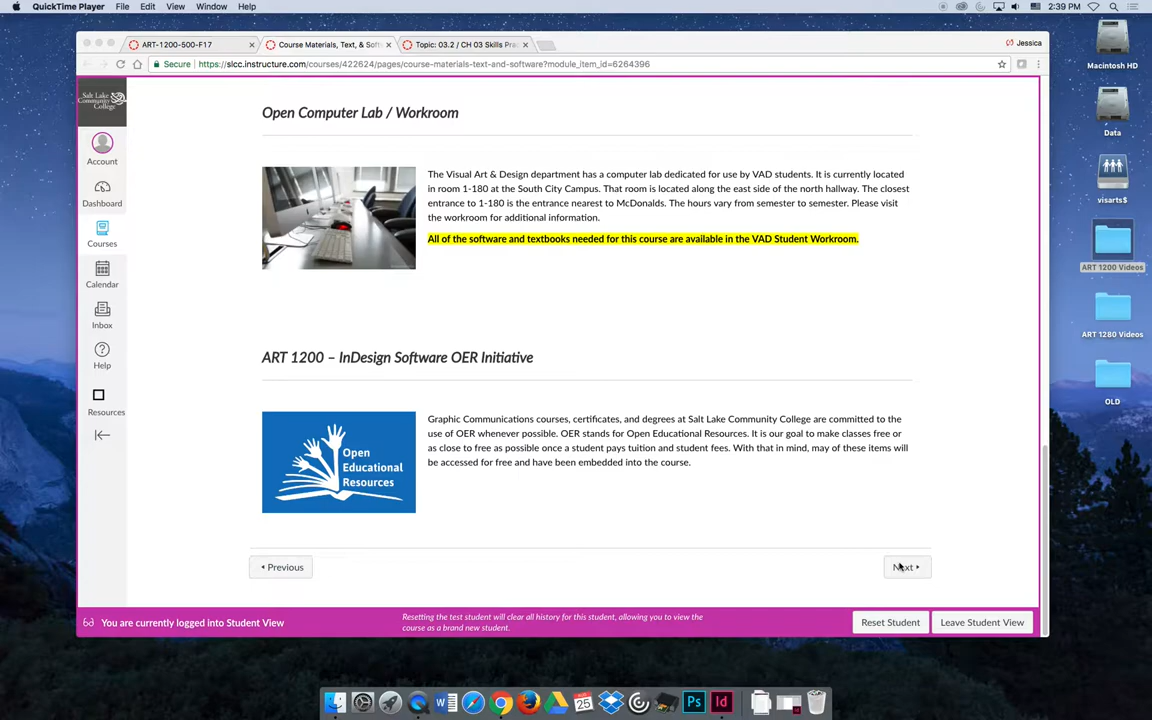 QuickTime Player File Edit View Window Help 2:39 PM
ART-1200-500-F17 Course Materials, Text, & Soft Topic: 03.2 / CH 03 Skills Prac Jessica
Secure https://slcc.instructure.com/courses/422624/pages/course-materials-text-and-software?module_item_id=6264396
Macintosh HD
Data
visarts$
ART 1200 Videos
ART 1280 Videos
OLD
Salt Lake
Community
College
Account
Dashboard
Courses
Calendar
Inbox
Help
Resources
Open Computer Lab / Workroom
The Visual Art & Design department has a computer lab dedicated for use by VAD students. It is currently located
in room 1-180 at the South City Campus. That room is located along the east side of the north hallway. The closest
entrance to 1-180 is the entrance nearest to McDonalds. The hours vary from semester to semester. Please visit
the workroom for additional information.
All of the software and textbooks needed for this course are available in the VAD Student Workroom.
ART 1200 – InDesign Software OER Initiative
Open
Educational
Resources
Graphic Communications courses, certificates, and degrees at Salt Lake Community College are committed to the
use of OER whenever possible. OER stands for Open Educational Resources. It is our goal to make classes free or
as close to free as possible once a student pays tuition and student fees. With that in mind, may of these items will
be accessed for free and have been embedded into the course.
Previous Next
You are currently logged into Student View
Resetting the test student will clear all history for this student, allowing you to view the
course as a brand new student.
Reset Student Leave Student View
W 25 Ps Id